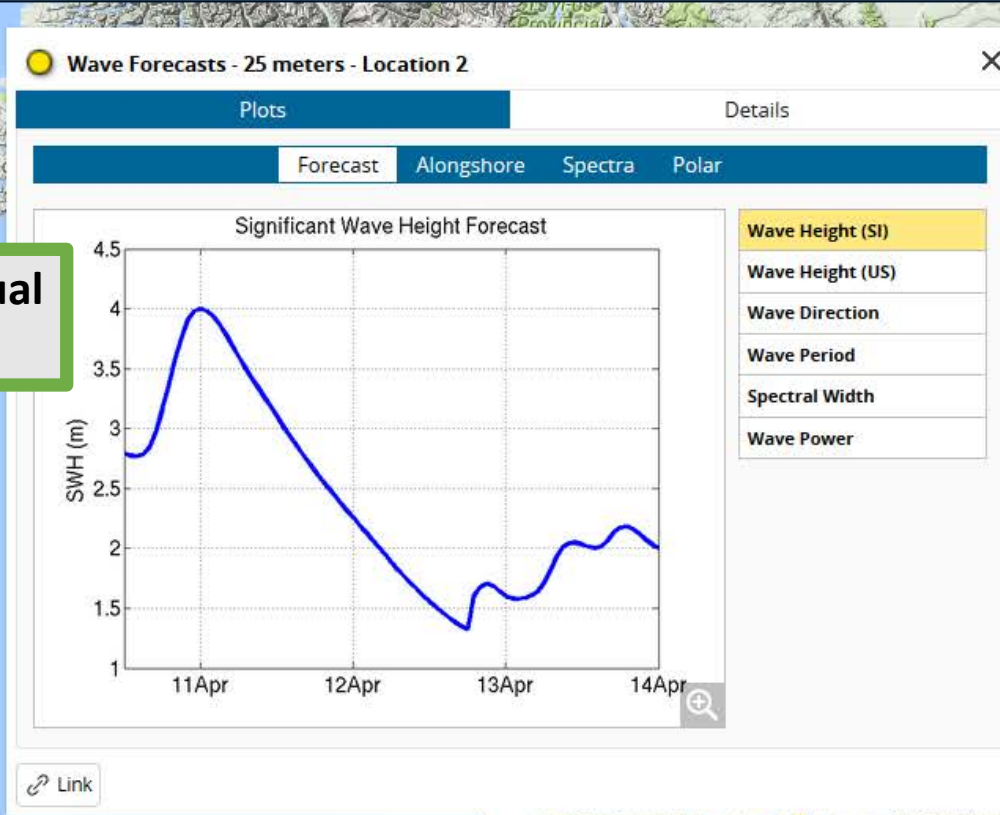 Provincial
Wave Forecasts - 25 meters - Location 2
Plots
Details
Forecast
Alongshore
Spectra
Polar
Significant Wave Height Forecast
SWH (m)
4.5
4
3.5
3
2.5
2
1.5
1
11Apr
12Apr
13Apr
14Apr
Wave Height (SI)
Wave Height (US)
Wave Direction
Wave Period
Spectral Width
Wave Power
Link